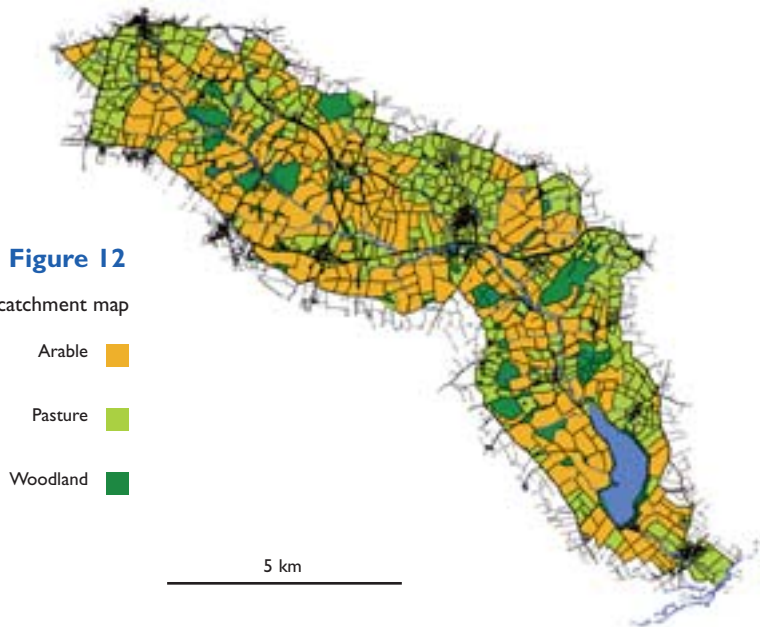 Figure 12
catchment map
Arable
Pasture
Woodland
5 km